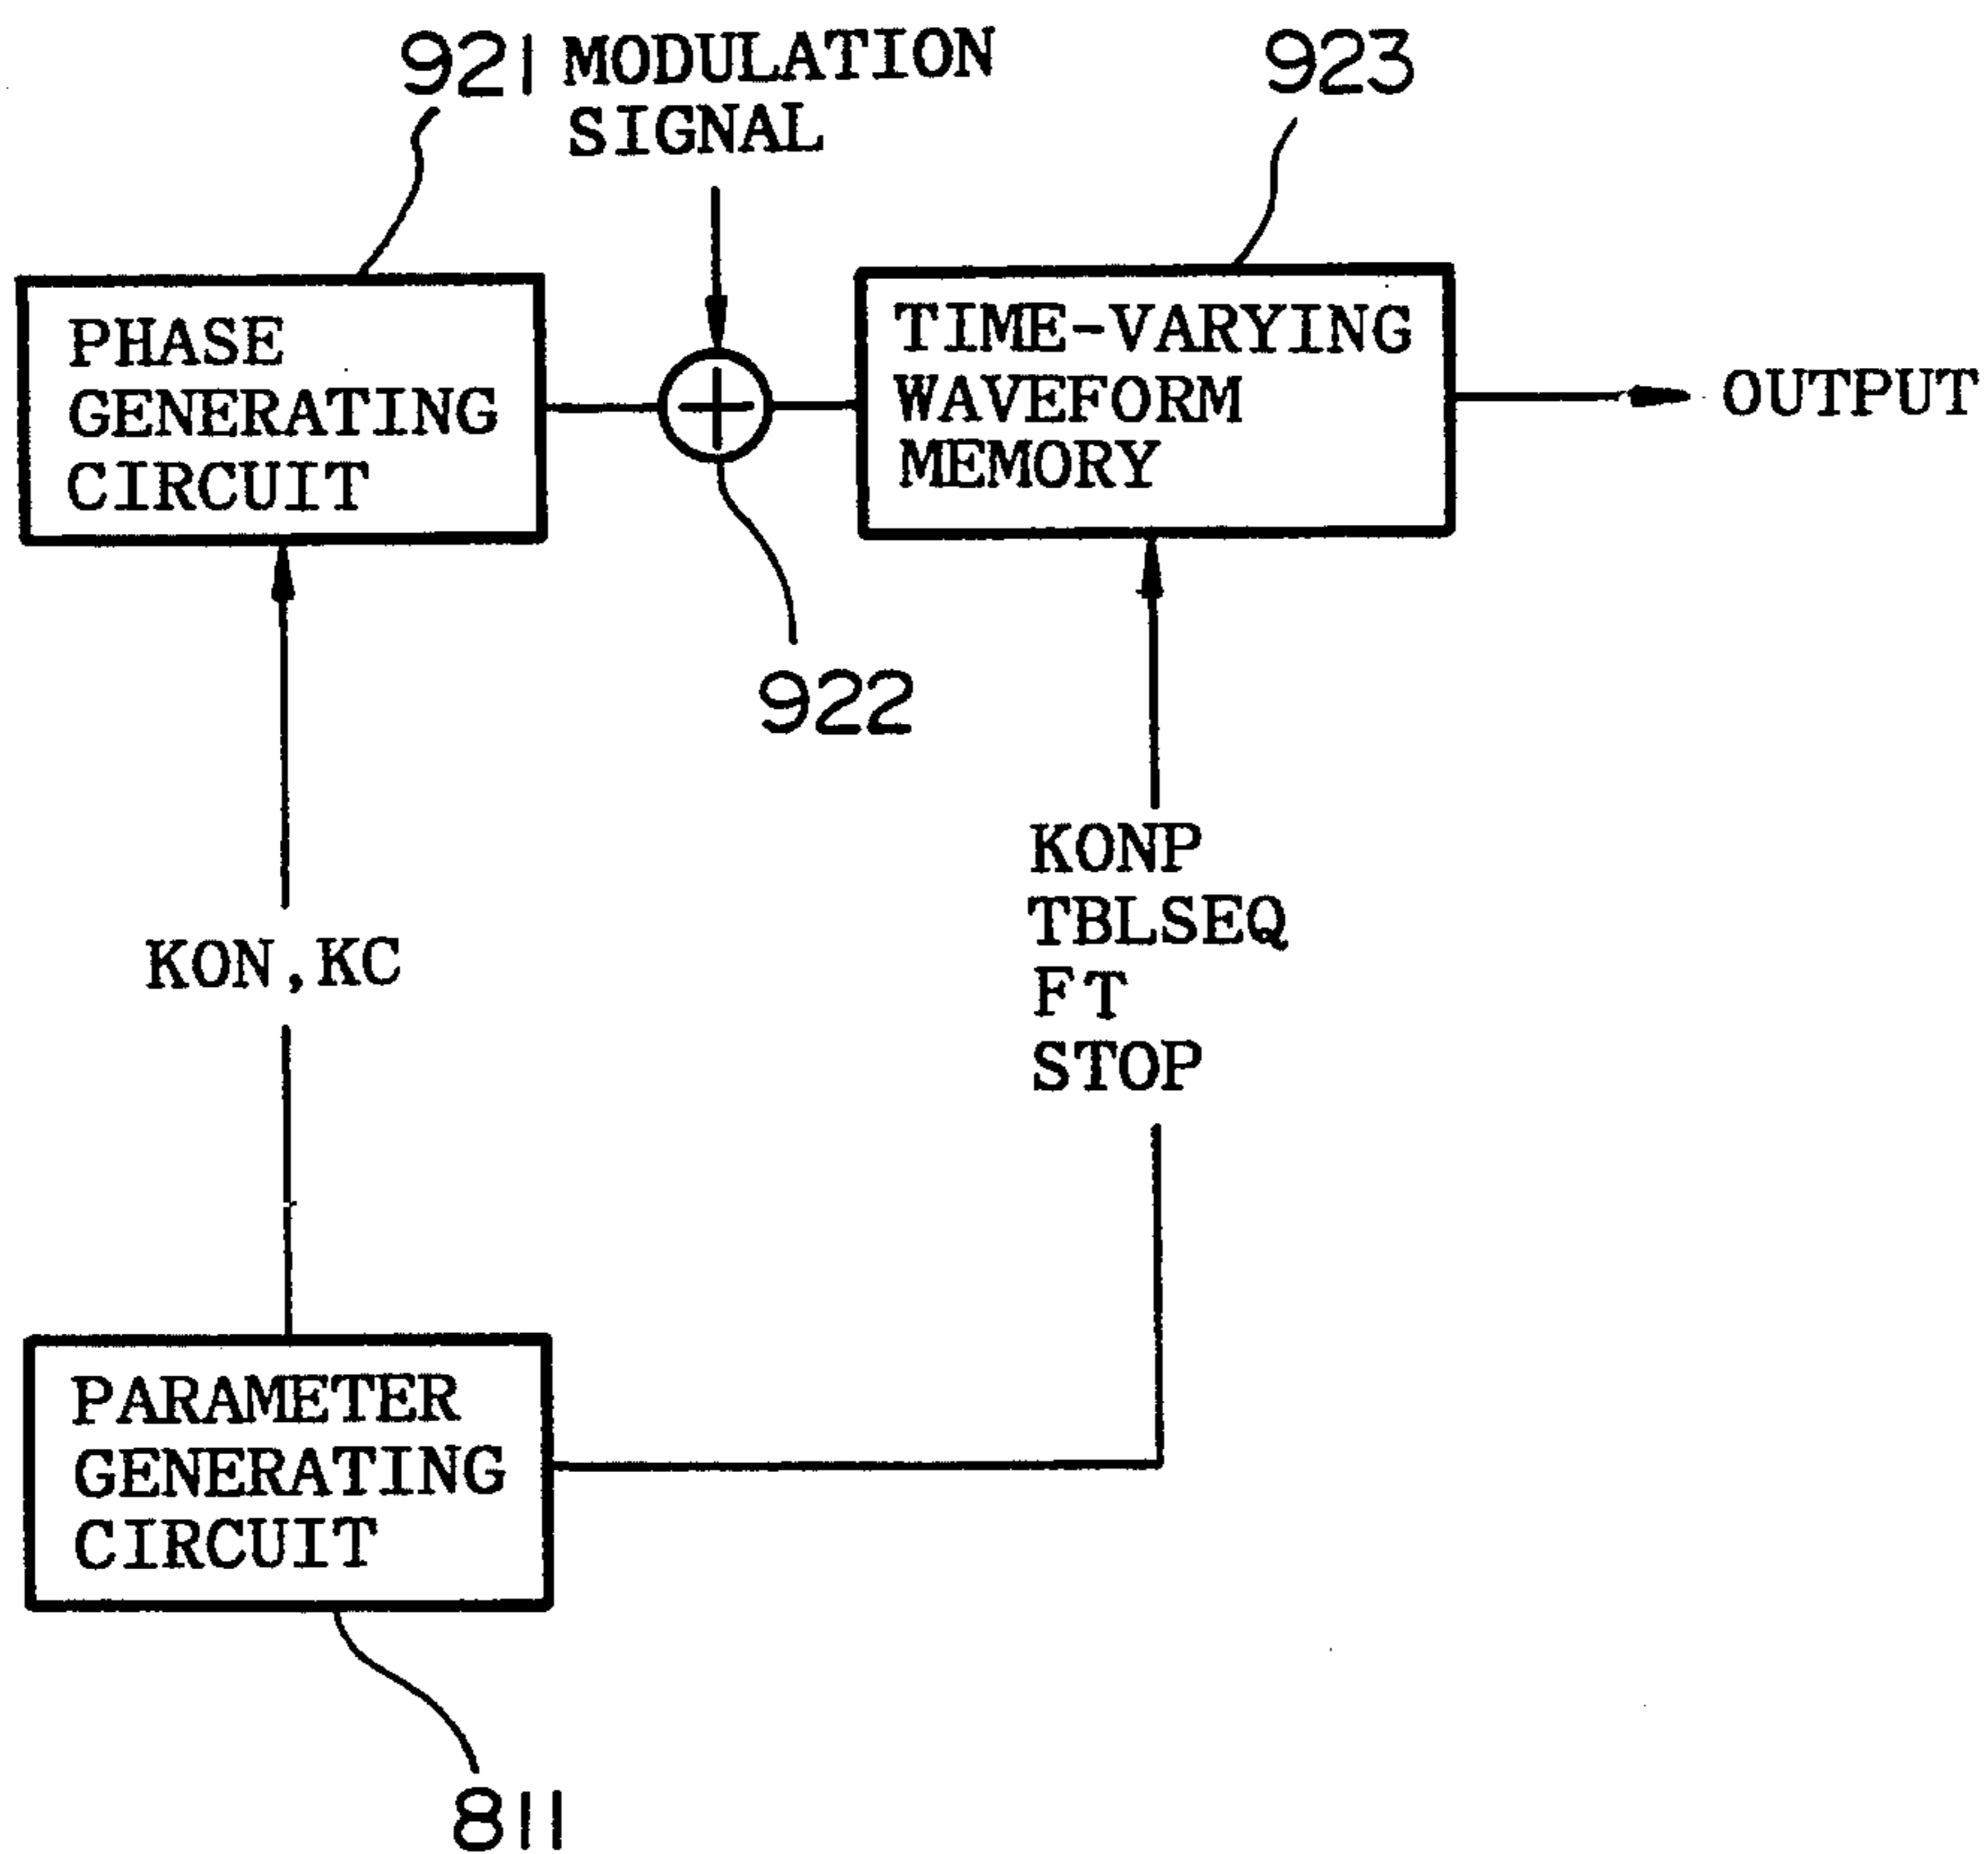 921
MODULATION
SIGNAL
923
PHASE
GENERATING
CIRCUIT
TIME-VARYING
WAVEFORM
MEMORY
OUTPUT
922
KON,KC
KONP
TBLSEQ
FT
STOP
PARAMETER
GENERATING
CIRCUIT
811